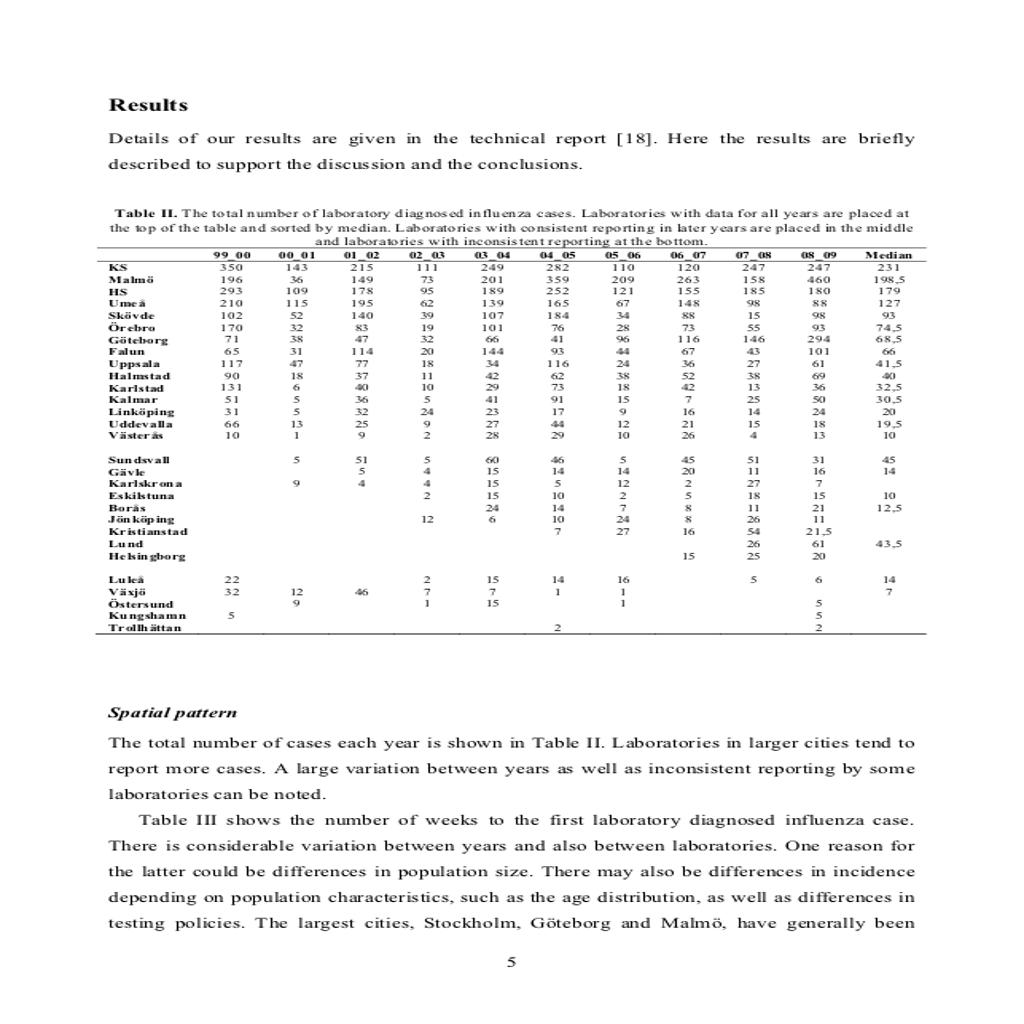 Results
Details of our results are given in the technical report [18]. Here the results are briefly
described to support the discussion and the conclusions.
Table II. The total number of laboratory diagnosed influenza cases. Laboratories with data for all years are placed at
the top of the table and sorted by median. Laboratories with consistent reporting in later years are placed in the middle
and laboratories with inconsistent reporting at the bottom.
99_00 00_01 01_02 02_03 03_04 04_05 05_06 06_07 07_08 08_09 Median
KS 350 143 215 111 249 282 110 120 247 247 231
Malmö 196 36 149 73 201 359 209 263 158 460 198,5
HS 293 109 178 95 189 252 121 155 185 180 179
Umeå 210 115 195 62 139 165 67 148 98 88 127
Skövde 102 52 140 39 107 184 34 88 15 98 93
Örebro 170 32 83 19 101 76 28 73 55 93 74,5
Göteborg 71 38 47 32 66 41 96 116 146 294 68,5
Falun 65 31 114 20 144 93 44 67 43 101 66
Uppsala 117 47 77 18 34 116 24 36 27 61 41,5
Halmstad 90 18 37 11 42 62 38 52 38 69 40
Karlstad 131 6 40 10 29 73 18 42 13 36 32,5
Kalmar 51 5 36 5 41 91 15 7 25 50 30,5
Linköping 31 5 32 24 23 17 9 16 14 24 20
Uddevalla 66 13 25 9 27 44 12 21 15 18 19,5
Västerås 10 1 9 2 28 29 10 26 4 13 10
Sundsvall 5 51 5 60 46 5 45 51 31 45
Gävle 5 4 15 14 14 20 11 16 14
Karlskrona 9 4 4 15 5 12 2 27 7
Eskilstuna 2 15 10 2 5 18 15 10
Borås 24 14 7 8 11 21 12,5
Jönköping 12 6 10 24 8 26 11
Kristianstad 7 27 16 54 21,5
Lund 26 61 43,5
Helsingborg 15 25 20
Luleå 22 2 15 14 16 5 6 14
Växjö 32 12 46 7 7 1 1 7
Östersund 9 1 15 1 5
Kungshamn 5 5
Trollhättan 2 2
Spatial pattern
The total number of cases each year is shown in Table II. Laboratories in larger cities tend to
report more cases. A large variation between years as well as inconsistent reporting by some
laboratories can be noted.
Table III shows the number of weeks to the first laboratory diagnosed influenza case.
There is considerable variation between years and also between laboratories. One reason for
the latter could be differences in population size. There may also be differences in incidence
depending on population characteristics, such as the age distribution, as well as differences in
testing policies. The largest cities, Stockholm, Göteborg and Malmö, have generally been
5